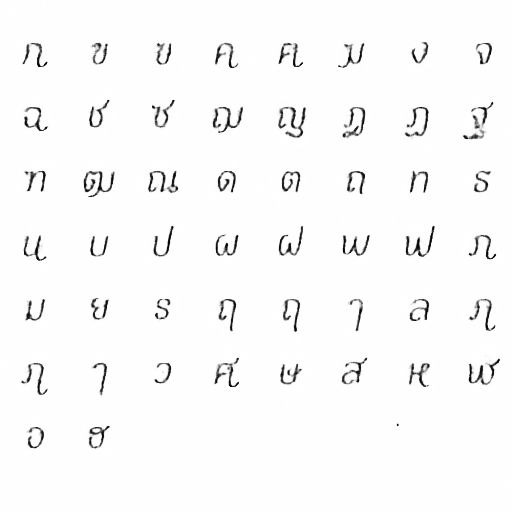 ก ข ฃ ค ฅ ฆ ง จ
ฉ ช ซ ฌ ญ ฎ ฏ ฐ
ฑ ฒ ณ ด ต ถ ท ธ
น บ ป ผ ฝ พ ฟ ภ
ม ย ร ฤ ฤ ๅ ล ฦ
ฦ ๅ ว ศ ษ ส ห ฬ
อ ฮ